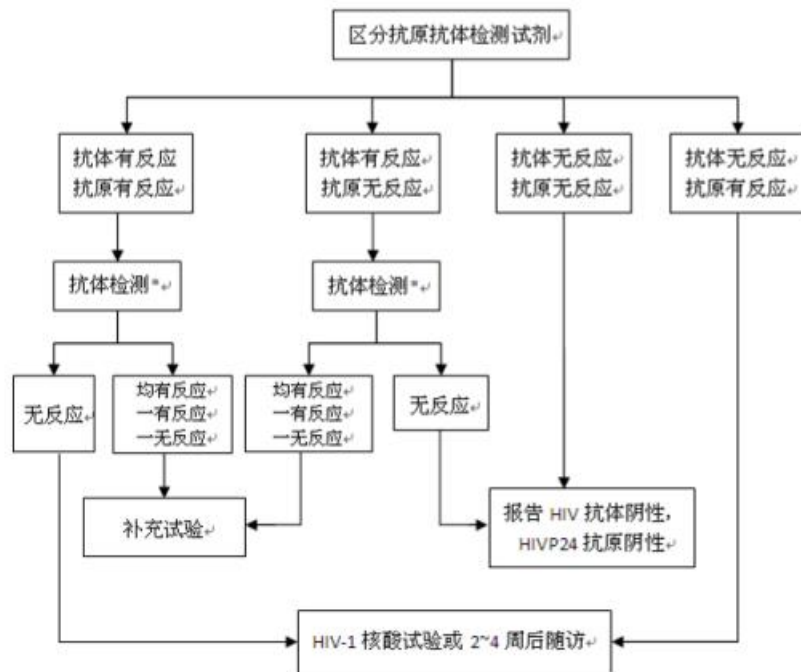 区分抗原抗体检测试剂
抗体有反应
抗原有反应
抗体有反应
抗原无反应
抗体无反应
抗原无反应
抗体无反应
抗原有反应
抗体检测*
抗体检测*
无反应
均有反应
一有反应
一无反应
均有反应
一有反应
一无反应
无反应
补充试验
报告 HIV 抗体阴性，
HIVP24 抗原阴性
HIV-1 核酸试验或 2~4 周后随访